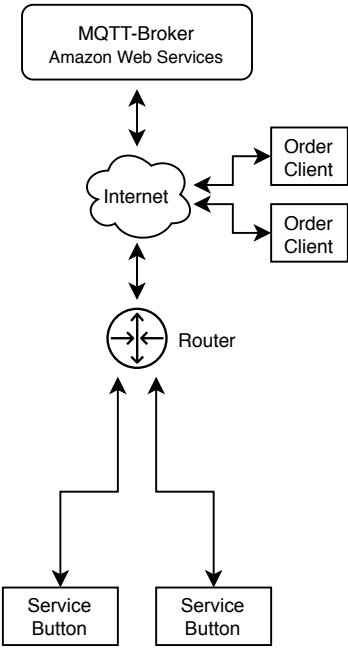 MQTT-Broker
Amazon Web Services
Internet
Order
Client
Order
Client
Router
Service
Button
Service
Button